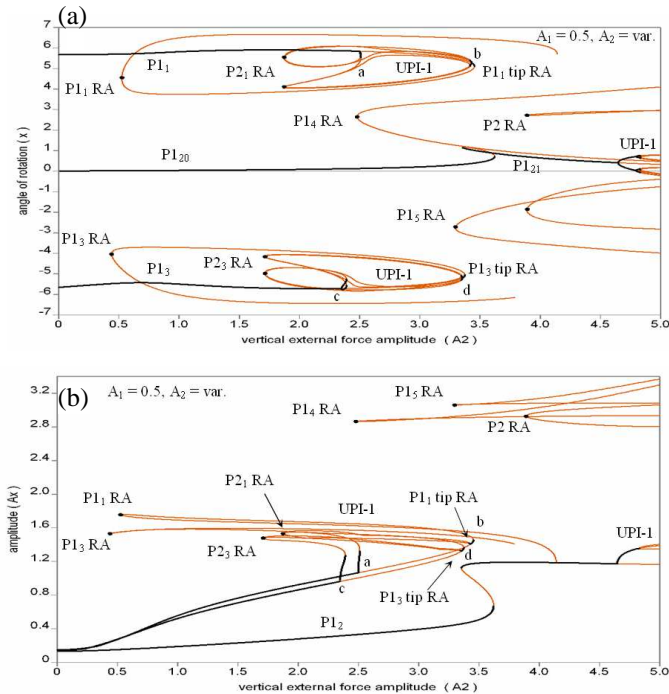 (a)
A₁ = 0.5, A₂ = var.
7
6
5
4
3
2
1
0
-1
-2
-3
-4
-5
-6
-7
angle of rotation ( x )
P1₁
P1₁ RA
P2₁ RA
a
UPI-1
b
P1₁ tip RA
P1₄ RA
P2 RA
UPI-1
P1₂₀
P1₂₁
P1₅ RA
P1₃ RA
P1₃
P2₃ RA
UPI-1
P1₃ tip RA
c
d
0
0.5
1.0
1.5
2.0
2.5
3.0
3.5
4.0
4.5
5.0
vertical external force amplitude ( A2 )
(b)
A₁ = 0.5, A₂ = var.
3.2
2.8
2.4
2.0
1.6
1.2
0.8
0.4
0
amplitude (Ax)
P1₅ RA
P1₄ RA
P2 RA
P1₁ RA
P2₁ RA
UPI-1
P1₁ tip RA
b
P1₃ RA
P2₃ RA
a
d
UPI-1
c
P1₃ tip RA
P1₂
0
0.5
1.0
1.5
2.0
2.5
3.0
3.5
4.0
4.5
5.0
vertical external force amplitude ( A2 )